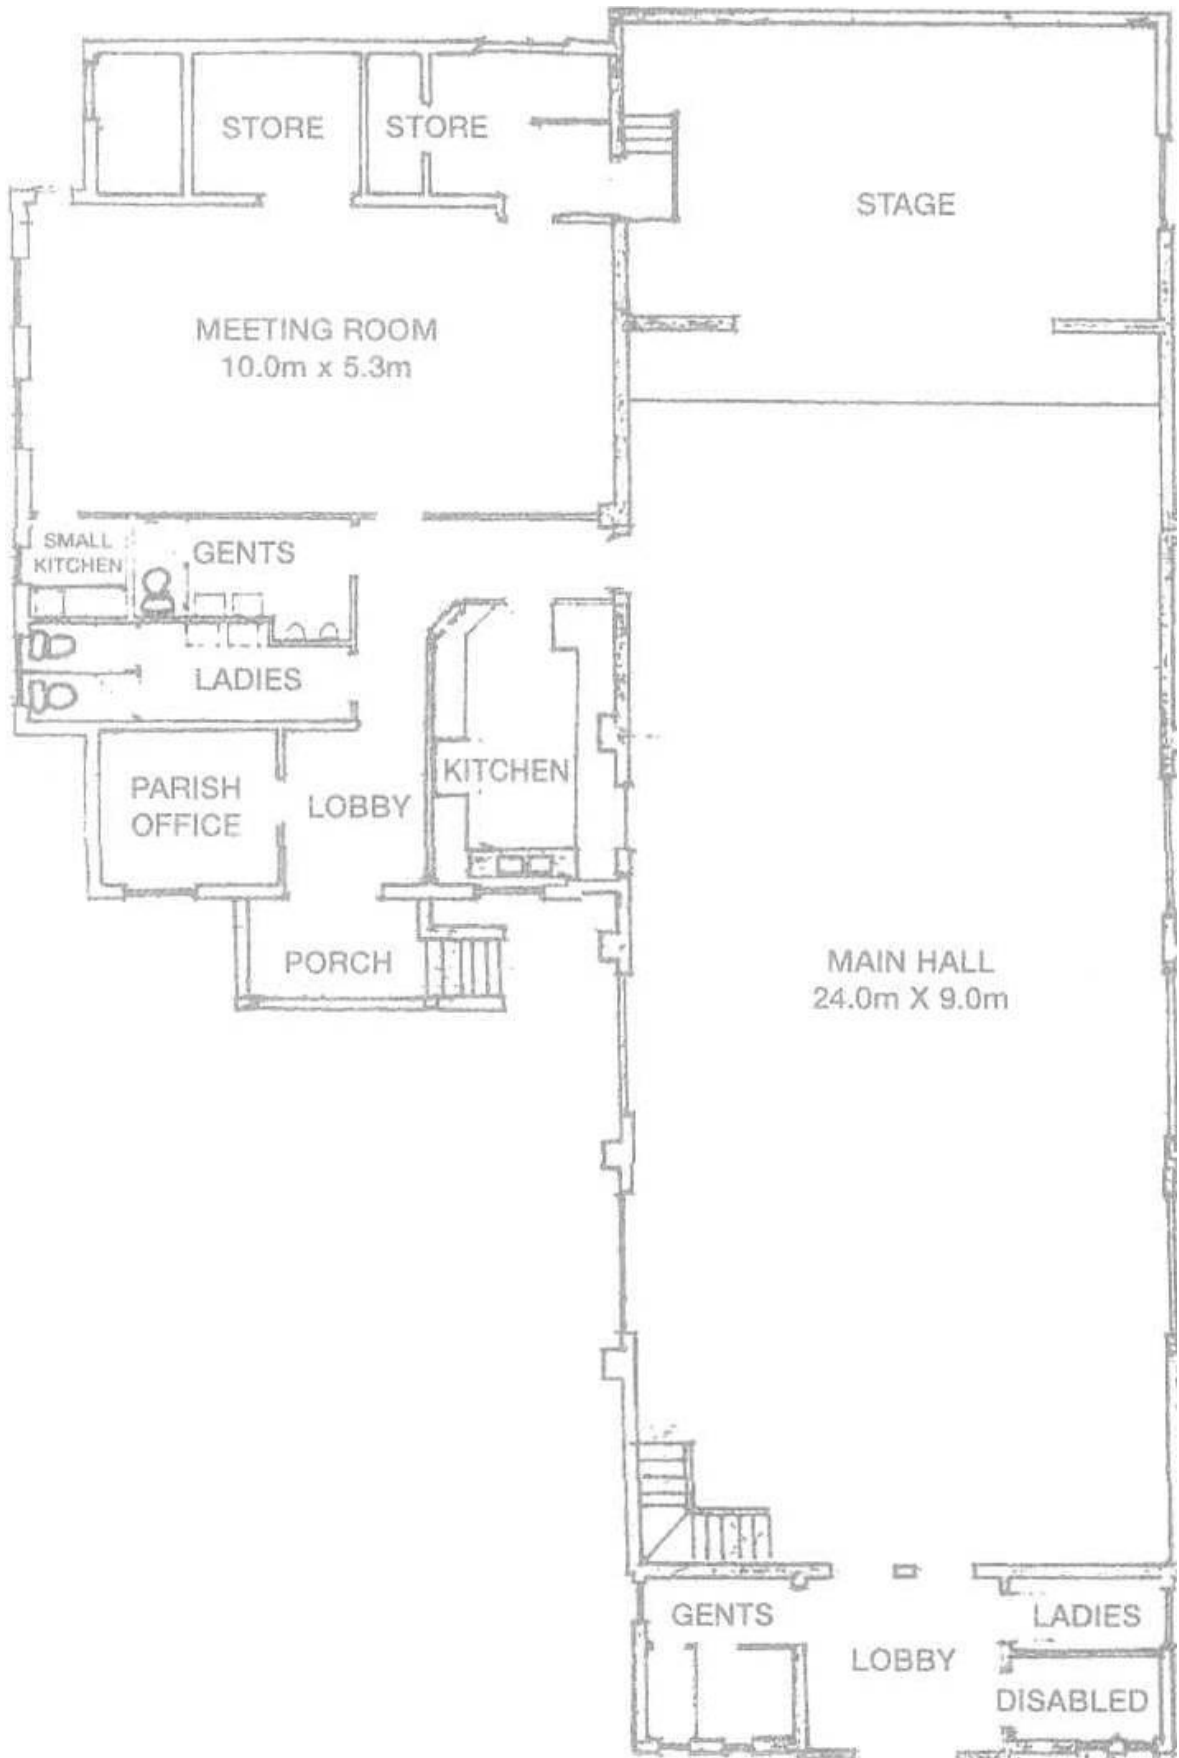 STORE
STORE
STAGE
MEETING ROOM
10.0m x 5.3m
SMALL
KITCHEN
GENTS
LADIES
PARISH
OFFICE
LOBBY
KITCHEN
PORCH
MAIN HALL
24.0m X 9.0m
GENTS
LADIES
LOBBY
DISABLED